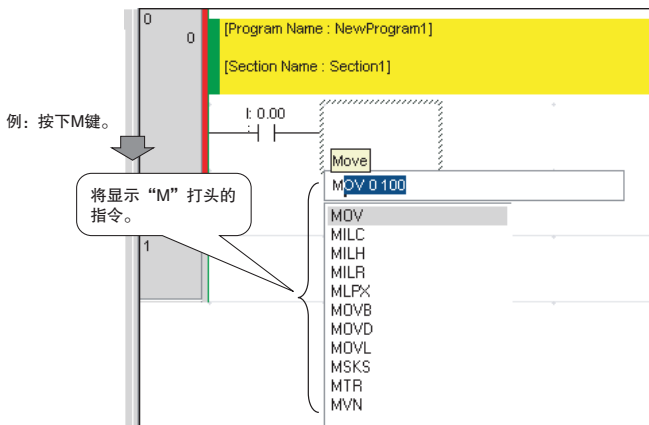 0
0
[Program Name : NewProgram1]
[Section Name : Section1]
I: 0.00
例：按下M键。
Move
MOV 0 100
将显示“M”打头的
指令。
MOV
MILC
MILH
MILR
MLPX
MOVB
MOVD
MOVL
MSKS
MTR
MVN
1